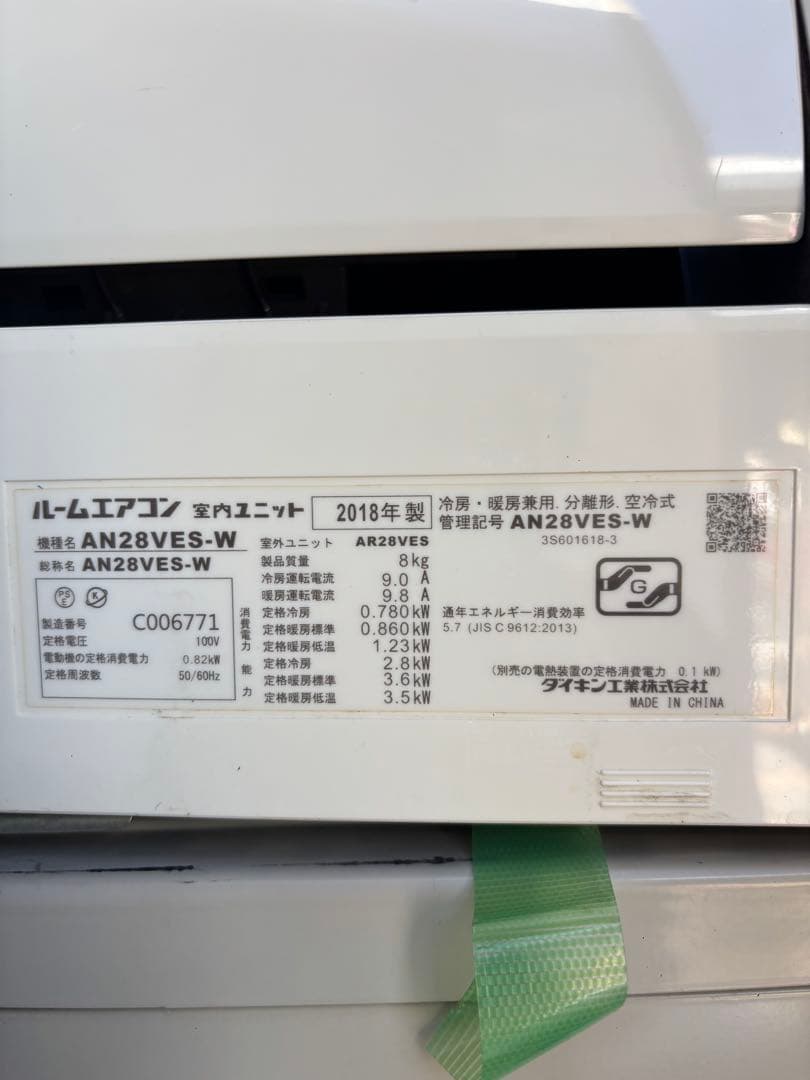 ルームエアコン 室内ユニット 2018年製 冷房・暖房兼用. 分離形. 空冷式
管理記号 AN28VES-W
3S601618-3
機種名 AN28VES-W
総称名 AN28VES-W
PS E
K
製造番号 C006771
定格電圧 100V
電動機の定格消費電力 0.82kW
定格周波数 50/60Hz
室外ユニット AR28VES
製品質量 8kg
冷房運転電流 9.0 A
暖房運転電流 9.8 A
消費電力
定格冷房 0.780kW
定格暖房標準 0.860kW
定格暖房低温 1.23kW
能力
定格冷房 2.8kW
定格暖房標準 3.6kW
定格暖房低温 3.5kW
通年エネルギー消費効率
5.7 (JIS C 9612:2013)
G
(別売の電熱装置の定格消費電力 0.1 kW)
ダイキン工業株式会社
MADE IN CHINA